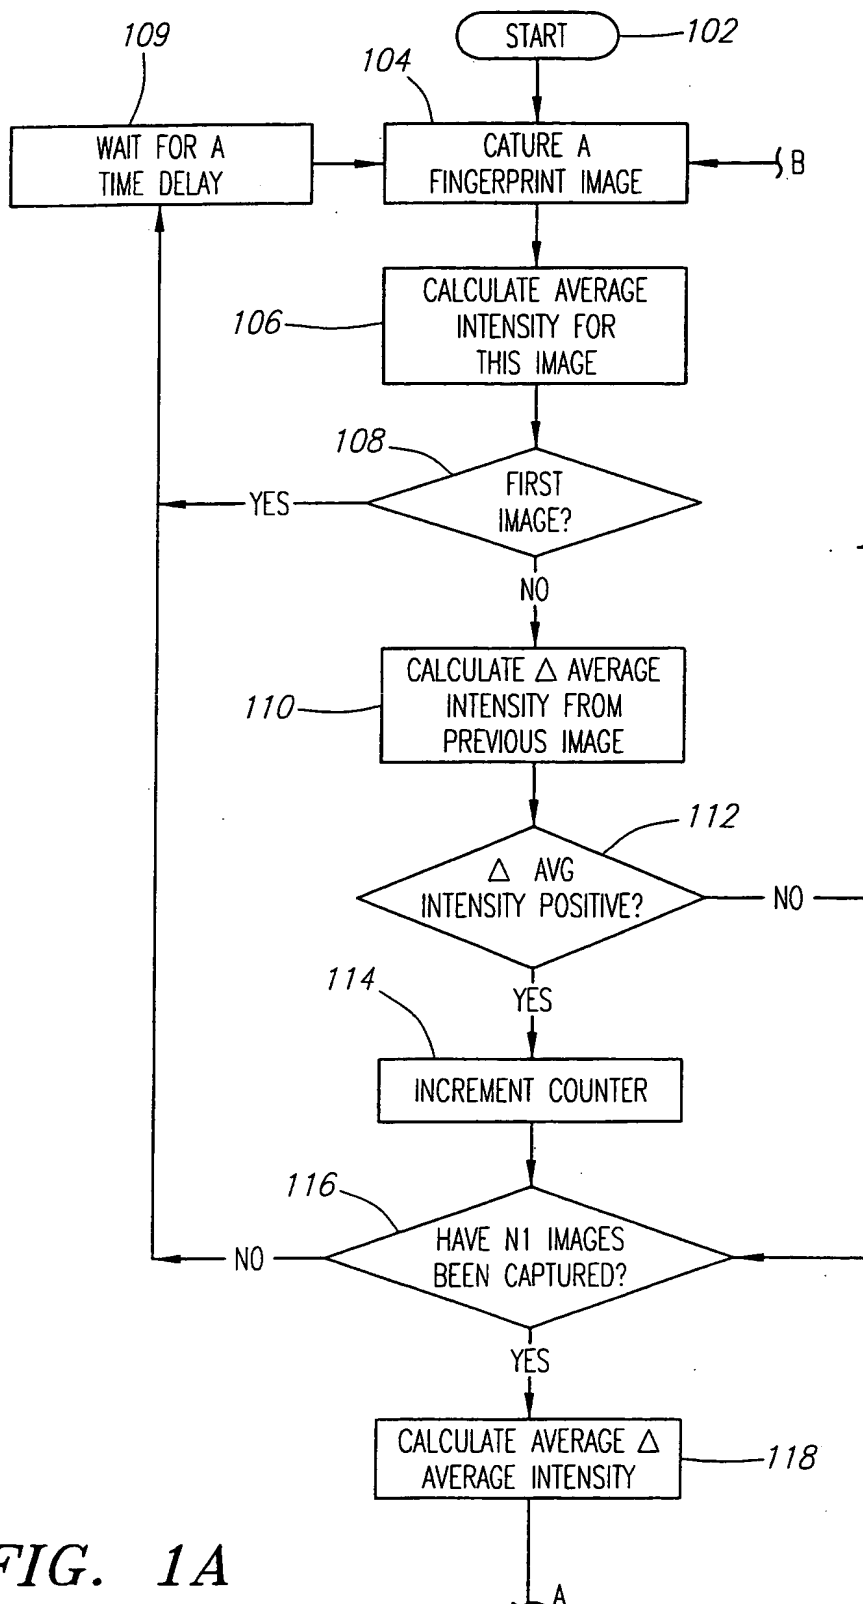 109
START
102
104
WAIT FOR A
TIME DELAY
CATURE A
FINGERPRINT IMAGE
B
106
CALCULATE AVERAGE
INTENSITY FOR
THIS IMAGE
108
FIRST
IMAGE?
YES
NO
110
CALCULATE △ AVERAGE
INTENSITY FROM
PREVIOUS IMAGE
112
△ AVG
INTENSITY POSITIVE?
NO
YES
114
INCREMENT COUNTER
116
HAVE N1 IMAGES
BEEN CAPTURED?
NO
YES
CALCULATE AVERAGE △
AVERAGE INTENSITY
118
FIG. 1A
A